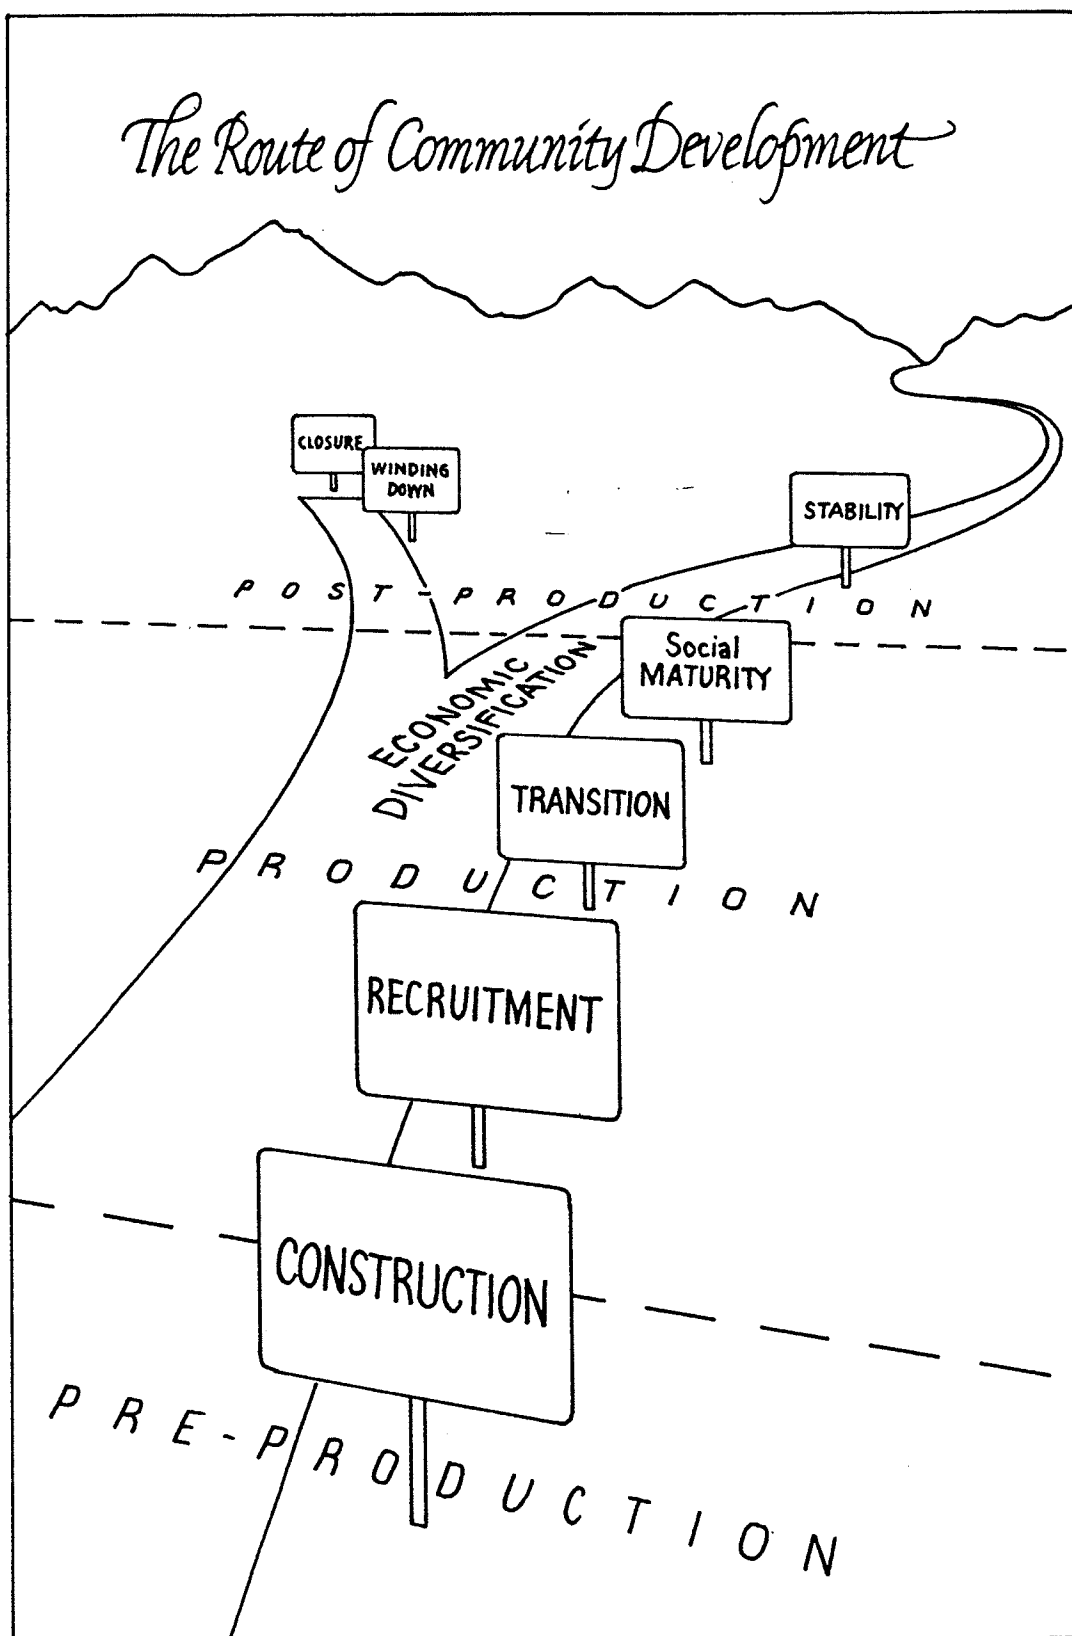 The Route of Community Development
CLOSURE
WINDING
DOWN
STABILITY
POST-PRODUCTION
Social
MATURITY
ECONOMIC
DIVERSIFICATION
TRANSITION
PRODUCTION
RECRUITMENT
CONSTRUCTION
PRE-PRODUCTION